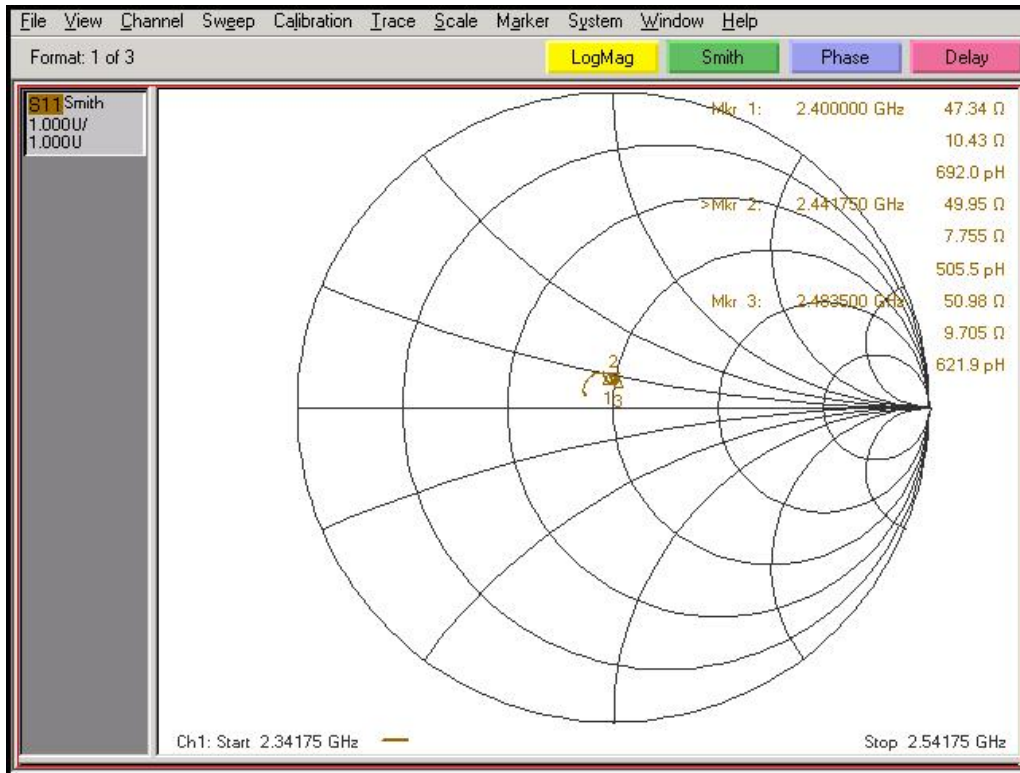 File View Channel Sweep Calibration Trace Scale Marker System Window Help
Format: 1 of 3 LogMag Smith Phase Delay
S11 Smith
1.000U/
1.000U
Mkr 1: 2.400000 GHz 47.34 Ω
10.43 Ω
692.0 pH
>Mkr 2: 2.441750 GHz 49.95 Ω
7.755 Ω
505.5 pH
Mkr 3: 2.483500 GHz 50.98 Ω
9.705 Ω
621.9 pH
2
1 3
Ch1: Start 2.34175 GHz Stop 2.54175 GHz